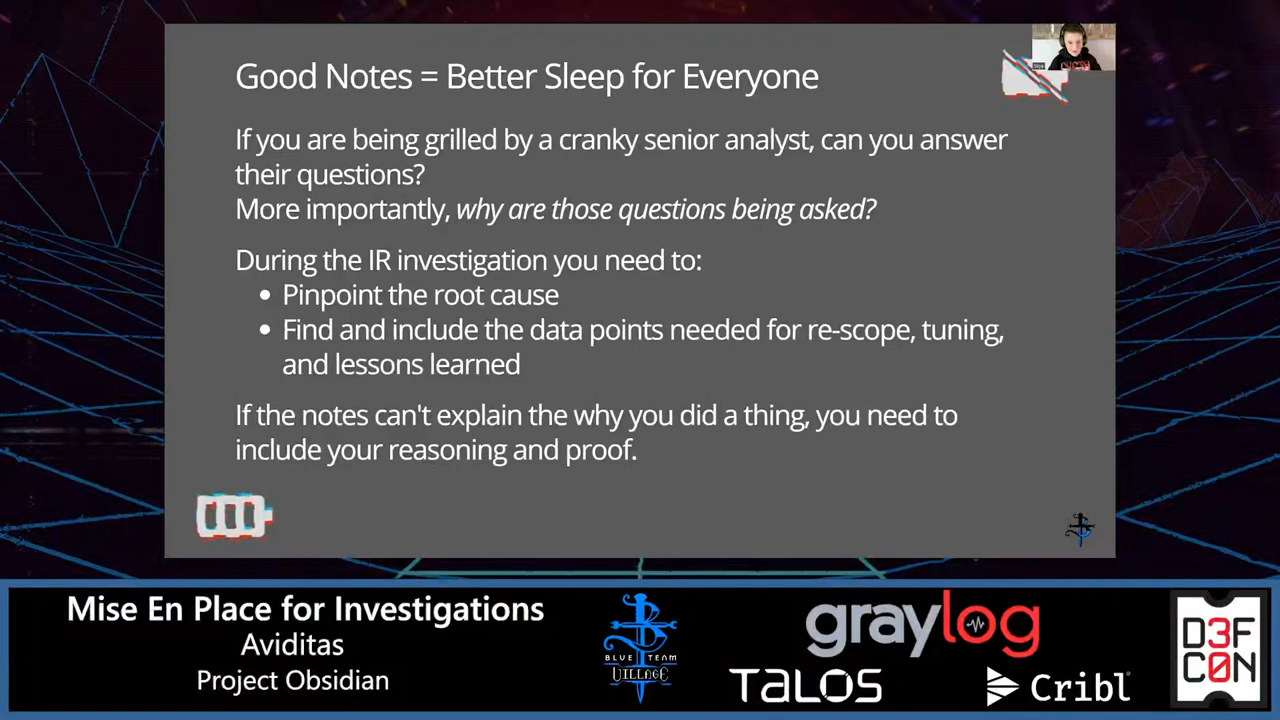 Good Notes = Better Sleep for Everyone
If you are being grilled by a cranky senior analyst, can you answer
their questions?
More importantly, why are those questions being asked?
During the IR investigation you need to:
• Pinpoint the root cause
• Find and include the data points needed for re-scope, tuning,
and lessons learned
If the notes can't explain the why you did a thing, you need to
include your reasoning and proof.
Mise En Place for Investigations
Aviditas
Project Obsidian
BLUE TEAM
VILLAGE
graylog
TALOS
Cribl
D3F
C0N